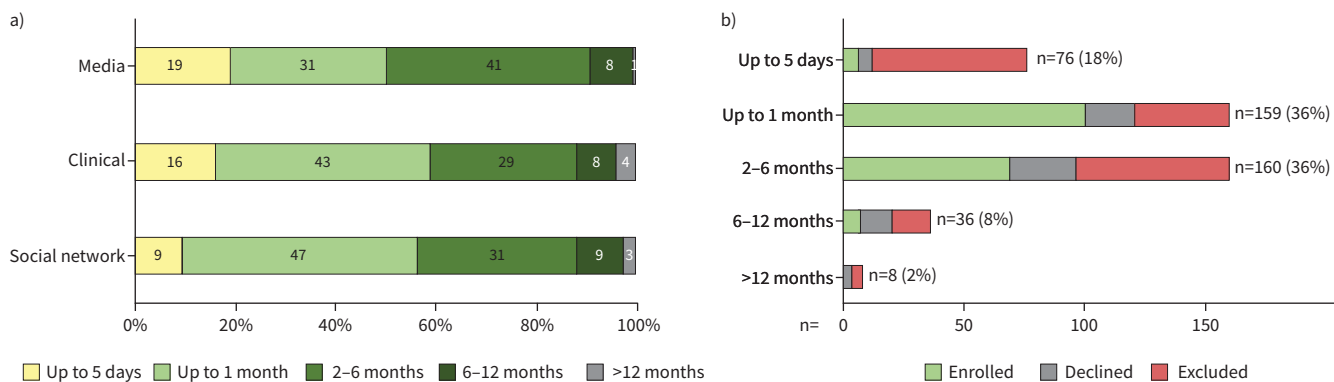 a)
Media
19 31 41 8 1
Clinical
16 43 29 8 4
Social network
9 47 31 9 3
0% 20% 40% 60% 80% 100%
Up to 5 days Up to 1 month 2–6 months 6–12 months >12 months
b)
Up to 5 days n=76 (18%)
Up to 1 month n=159 (36%)
2–6 months n=160 (36%)
6–12 months n=36 (8%)
>12 months n=8 (2%)
n= 0 50 100 150
Enrolled Declined Excluded